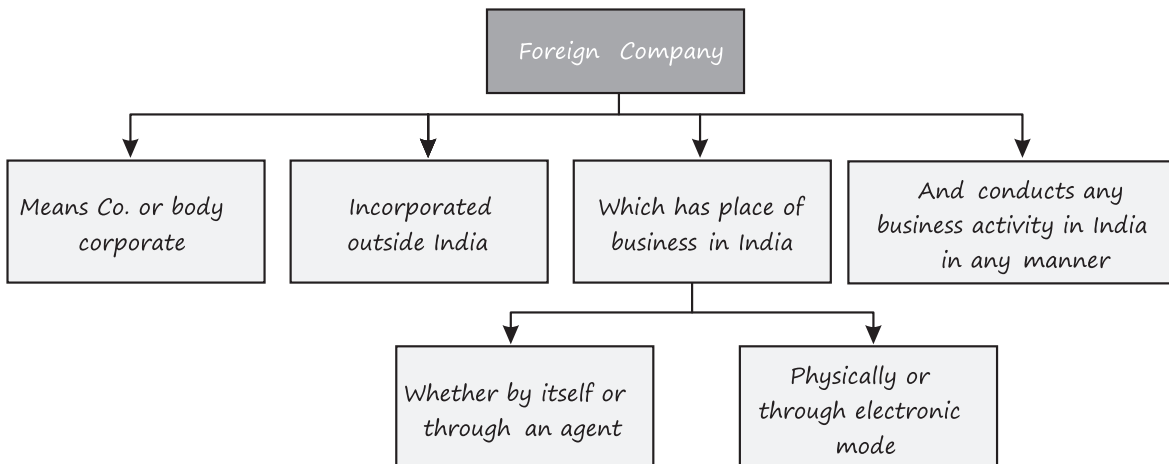 Foreign Company
Means Co. or body
corporate
Incorporated
outside India
Which has place of
business in India
And conducts any
business activity in India
in any manner
Whether by itself or
through an agent
Physically or
through electronic
mode